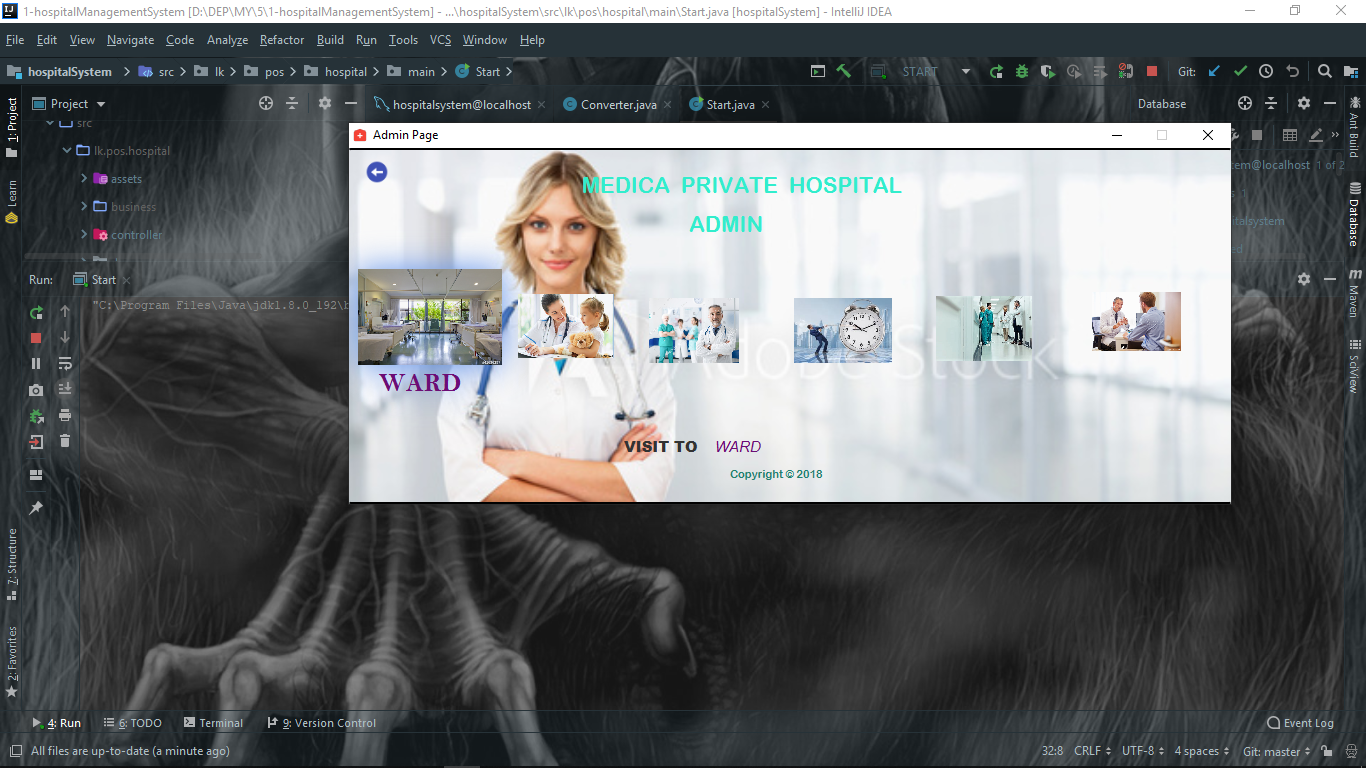 1-hospitalManagementSystem [D:\DEP\MY\5\1-hospitalManagementSystem] - ...\hospitalSystem\src\lk\pos\hospital\main\Start.java [hospitalSystem] - IntelliJ IDEA
File Edit View Navigate Code Analyze Refactor Build Run Tools VCS Window Help
hospitalSystem src lk pos hospital main Start START Git:
1: Project
Learn
7: Structure
2: Favorites
Project
hospitalsystem@localhost Converter.java Start.java Database
src
lk.pos.hospital
assets
business
controller
Run: Start
"C:\Program Files\Java\jdk1.8.0_192\b
Admin Page
MEDICA PRIVATE HOSPITAL
ADMIN
Adobe Stock
WARD
VISIT TO WARD
Copyright © 2018
tem@localhost 1 of 2
s 1
italsystem
ed
Ant Build
Database
m Maven
SciView
4: Run 6: TODO Terminal 9: Version Control Event Log
All files are up-to-date (a minute ago) 32:8 CRLF UTF-8 4 spaces Git: master